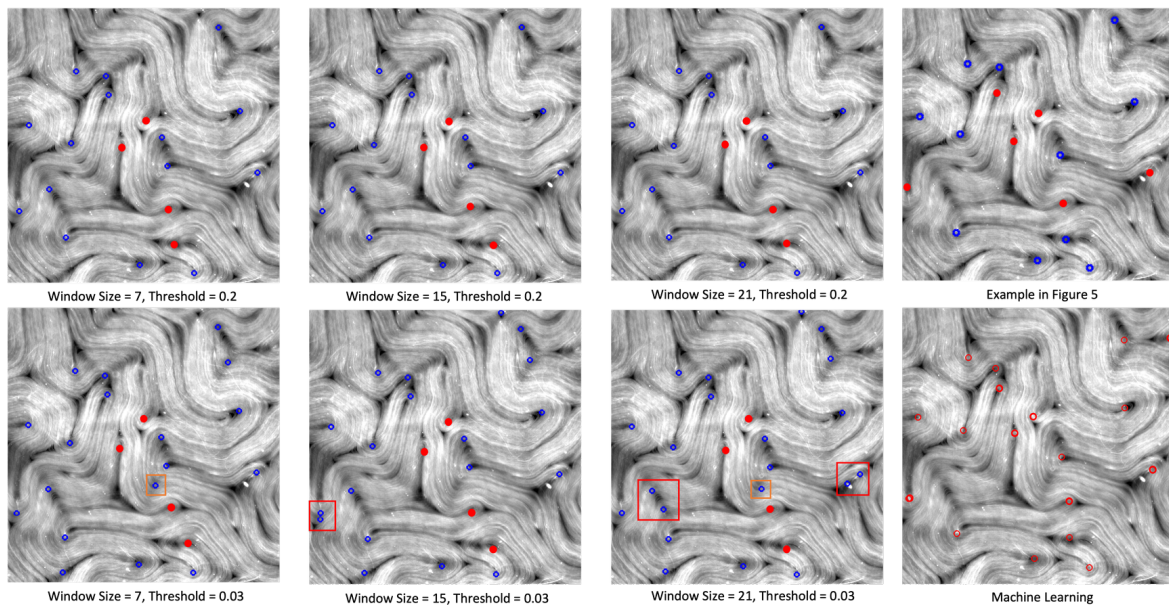 Window Size = 7, Threshold = 0.2
Window Size = 15, Threshold = 0.2
Window Size = 21, Threshold = 0.2
Example in Figure 5
Window Size = 7, Threshold = 0.03
Window Size = 15, Threshold = 0.03
Window Size = 21, Threshold = 0.03
Machine Learning